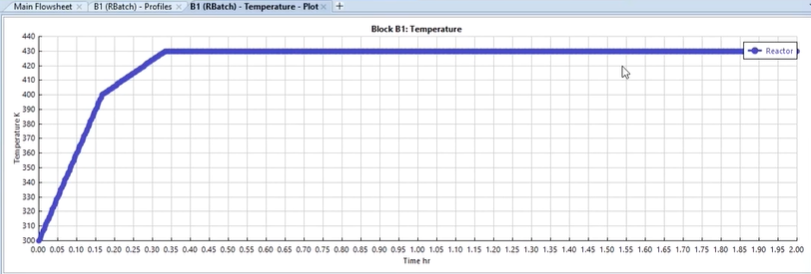 Main Flowsheet × B1 (RBatch) - Profiles × B1 (RBatch) - Temperature - Plot × +
Block B1: Temperature
440
430
420
410
400
390
380
370
360
350
340
330
320
310
300
Temperature K
Reactor
0.00 0.05 0.10 0.15 0.20 0.25 0.30 0.35 0.40 0.45 0.50 0.55 0.60 0.65 0.70 0.75 0.80 0.85 0.90 0.95 1.00 1.05 1.10 1.15 1.20 1.25 1.30 1.35 1.40 1.45 1.50 1.55 1.60 1.65 1.70 1.75 1.80 1.85 1.90 1.95 2.00
Time hr